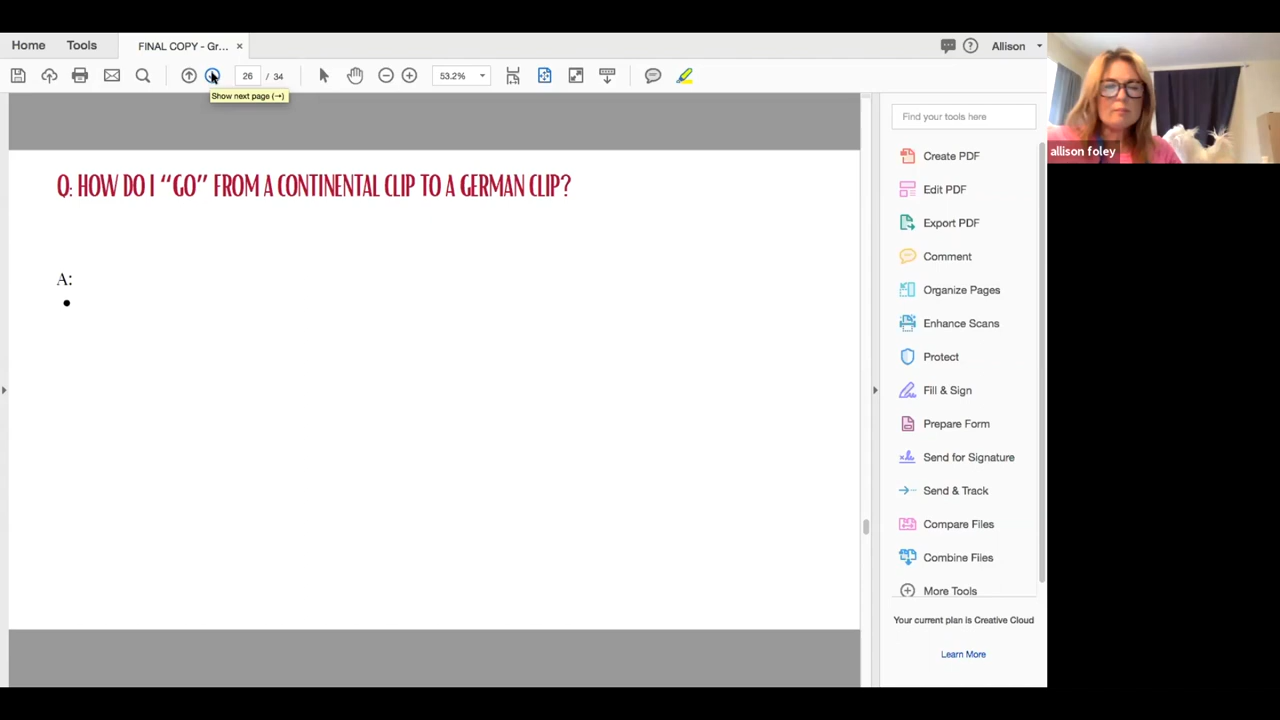 Home Tools FINAL COPY - Gr... × Allison
26 / 34 53.2%
Show next page (→)
Find your tools here
allison foley
Create PDF
Edit PDF
Export PDF
Comment
Organize Pages
Enhance Scans
Protect
Fill & Sign
Prepare Form
Send for Signature
Send & Track
Compare Files
Combine Files
More Tools
Your current plan is Creative Cloud
Learn More
Q: HOW DO I “GO” FROM A CONTINENTAL CLIP TO A GERMAN CLIP?
A:
•